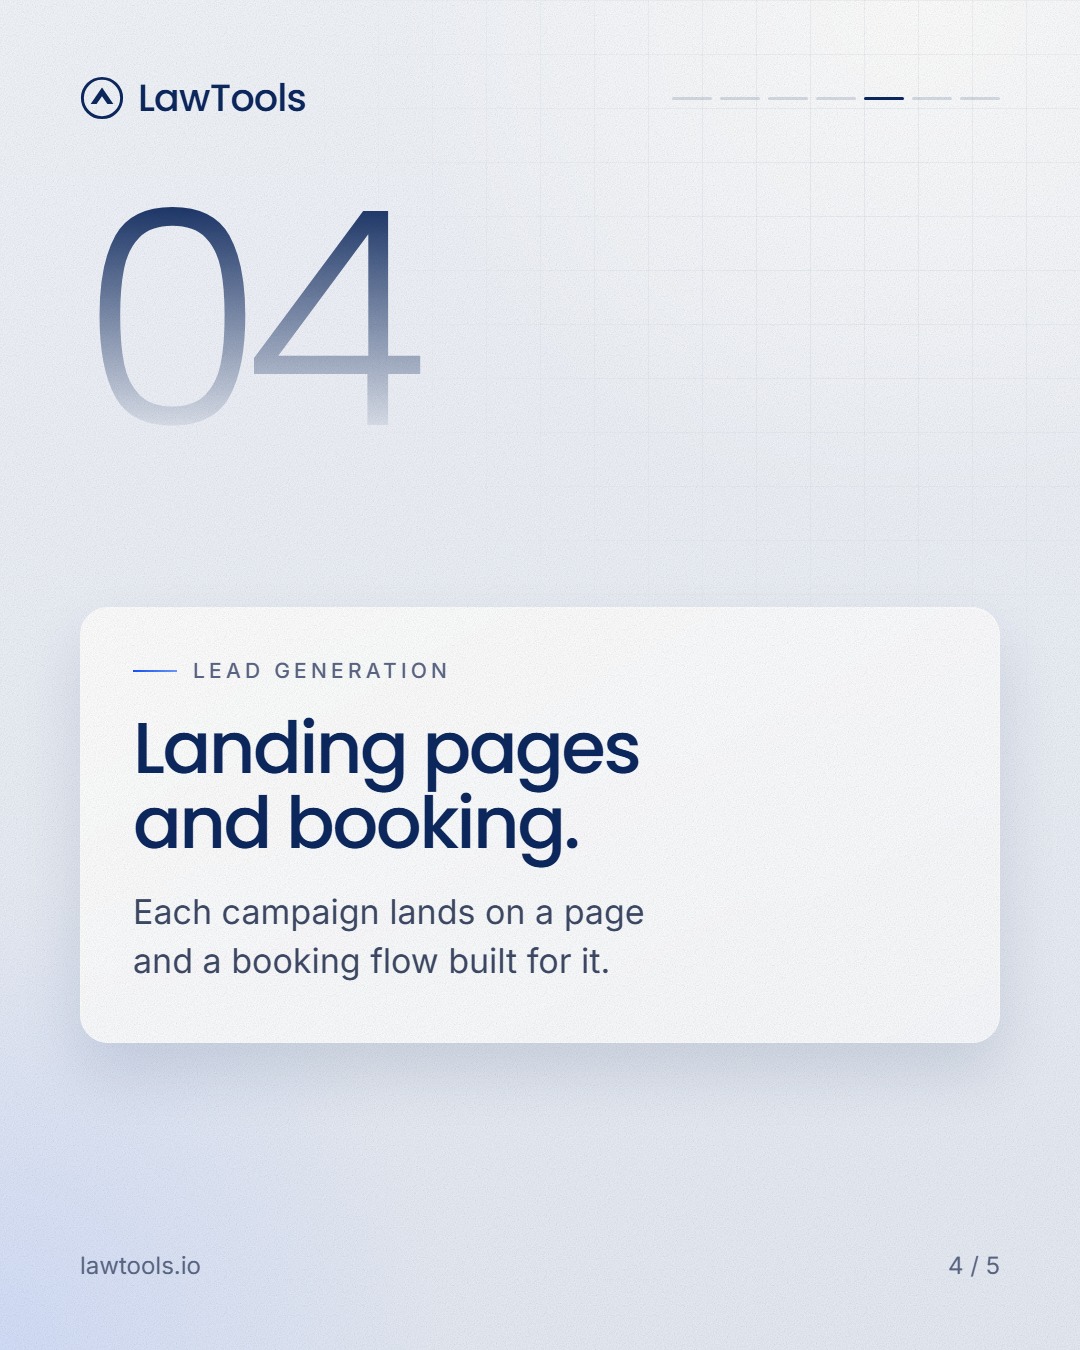 LawTools
04
LEAD GENERATION
Landing pages
and booking.
Each campaign lands on a page
and a booking flow built for it.
lawtools.io
4 / 5